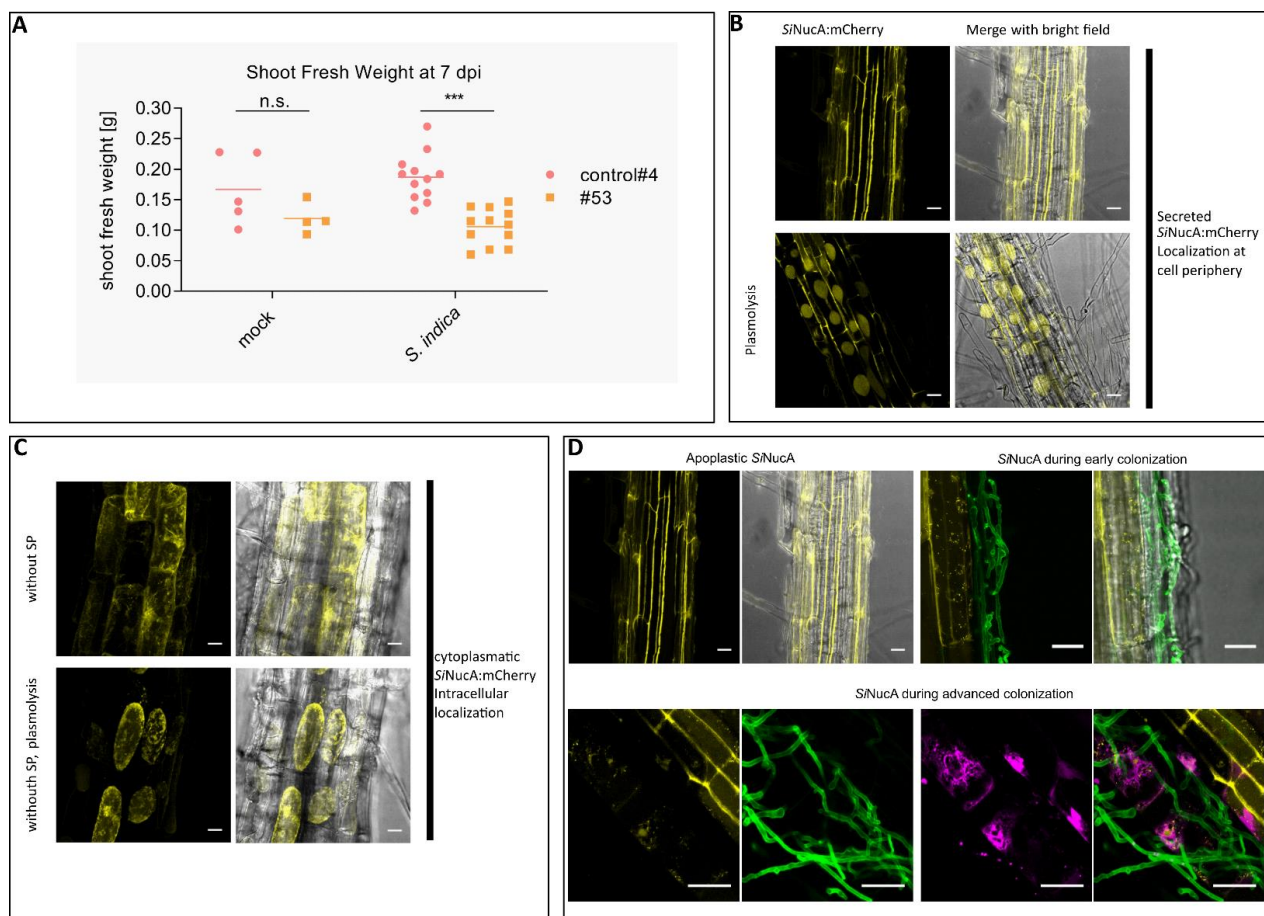 A
Shoot Fresh Weight at 7 dpi
n.s.
***
shoot fresh weight [g]
0.30
0.25
0.20
0.15
0.10
0.05
0.00
mock
S. indica
control#4
#53
B
SiNucA:mCherry
Merge with bright field
Plasmolysis
Secreted
SiNucA:mCherry
Localization at
cell periphery
C
without SP
withouth SP, plasmolysis
cytoplasmatic
SiNucA:mCherry
Intracellular
localization
D
Apoplastic SiNucA
SiNucA during early colonization
SiNucA during advanced colonization